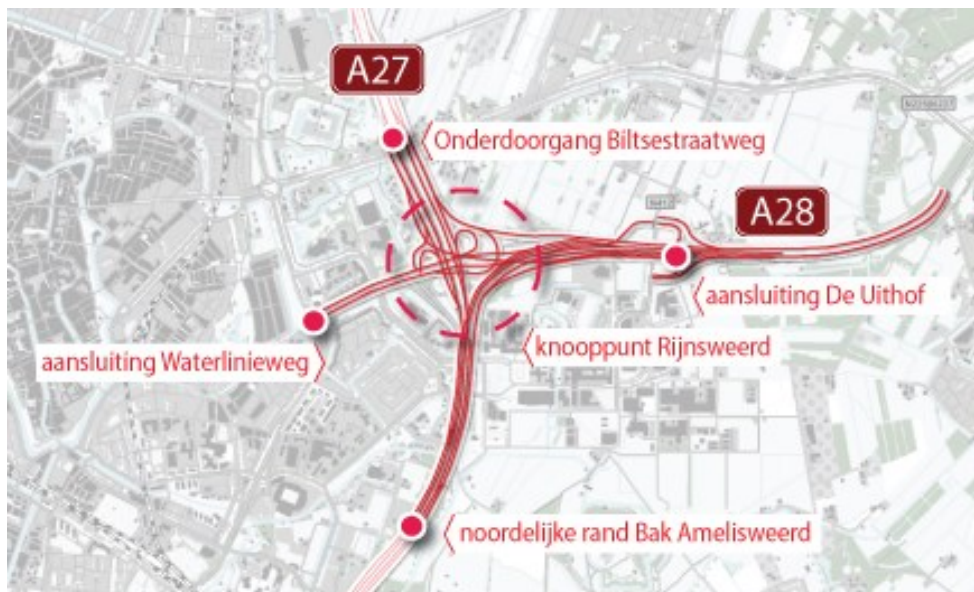 A27
Onderdoorgang Biltsestraatweg
A28
aansluiting De Uithof
knooppunt Rijnsweerd
aansluiting Waterlinieweg
noordelijke rand Bak Amelisweerd